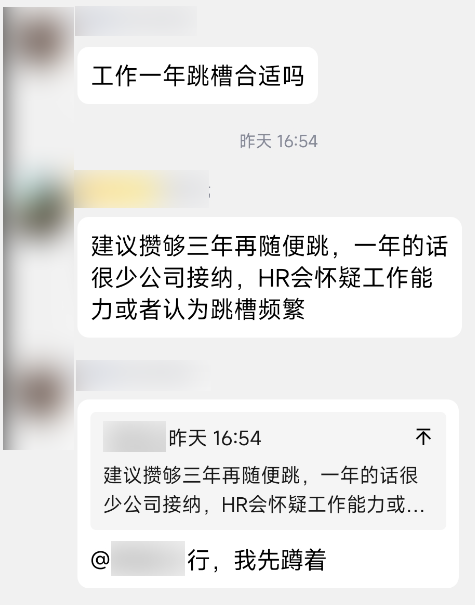 工作一年跳槽合适吗
昨天 16:54
建议攒够三年再随便跳，一年的话
很少公司接纳，HR会怀疑工作能
力或者认为跳槽频繁
昨天 16:54
建议攒够三年再随便跳，一年的话很
少公司接纳，HR会怀疑工作能力或…
@ 行，我先蹲着